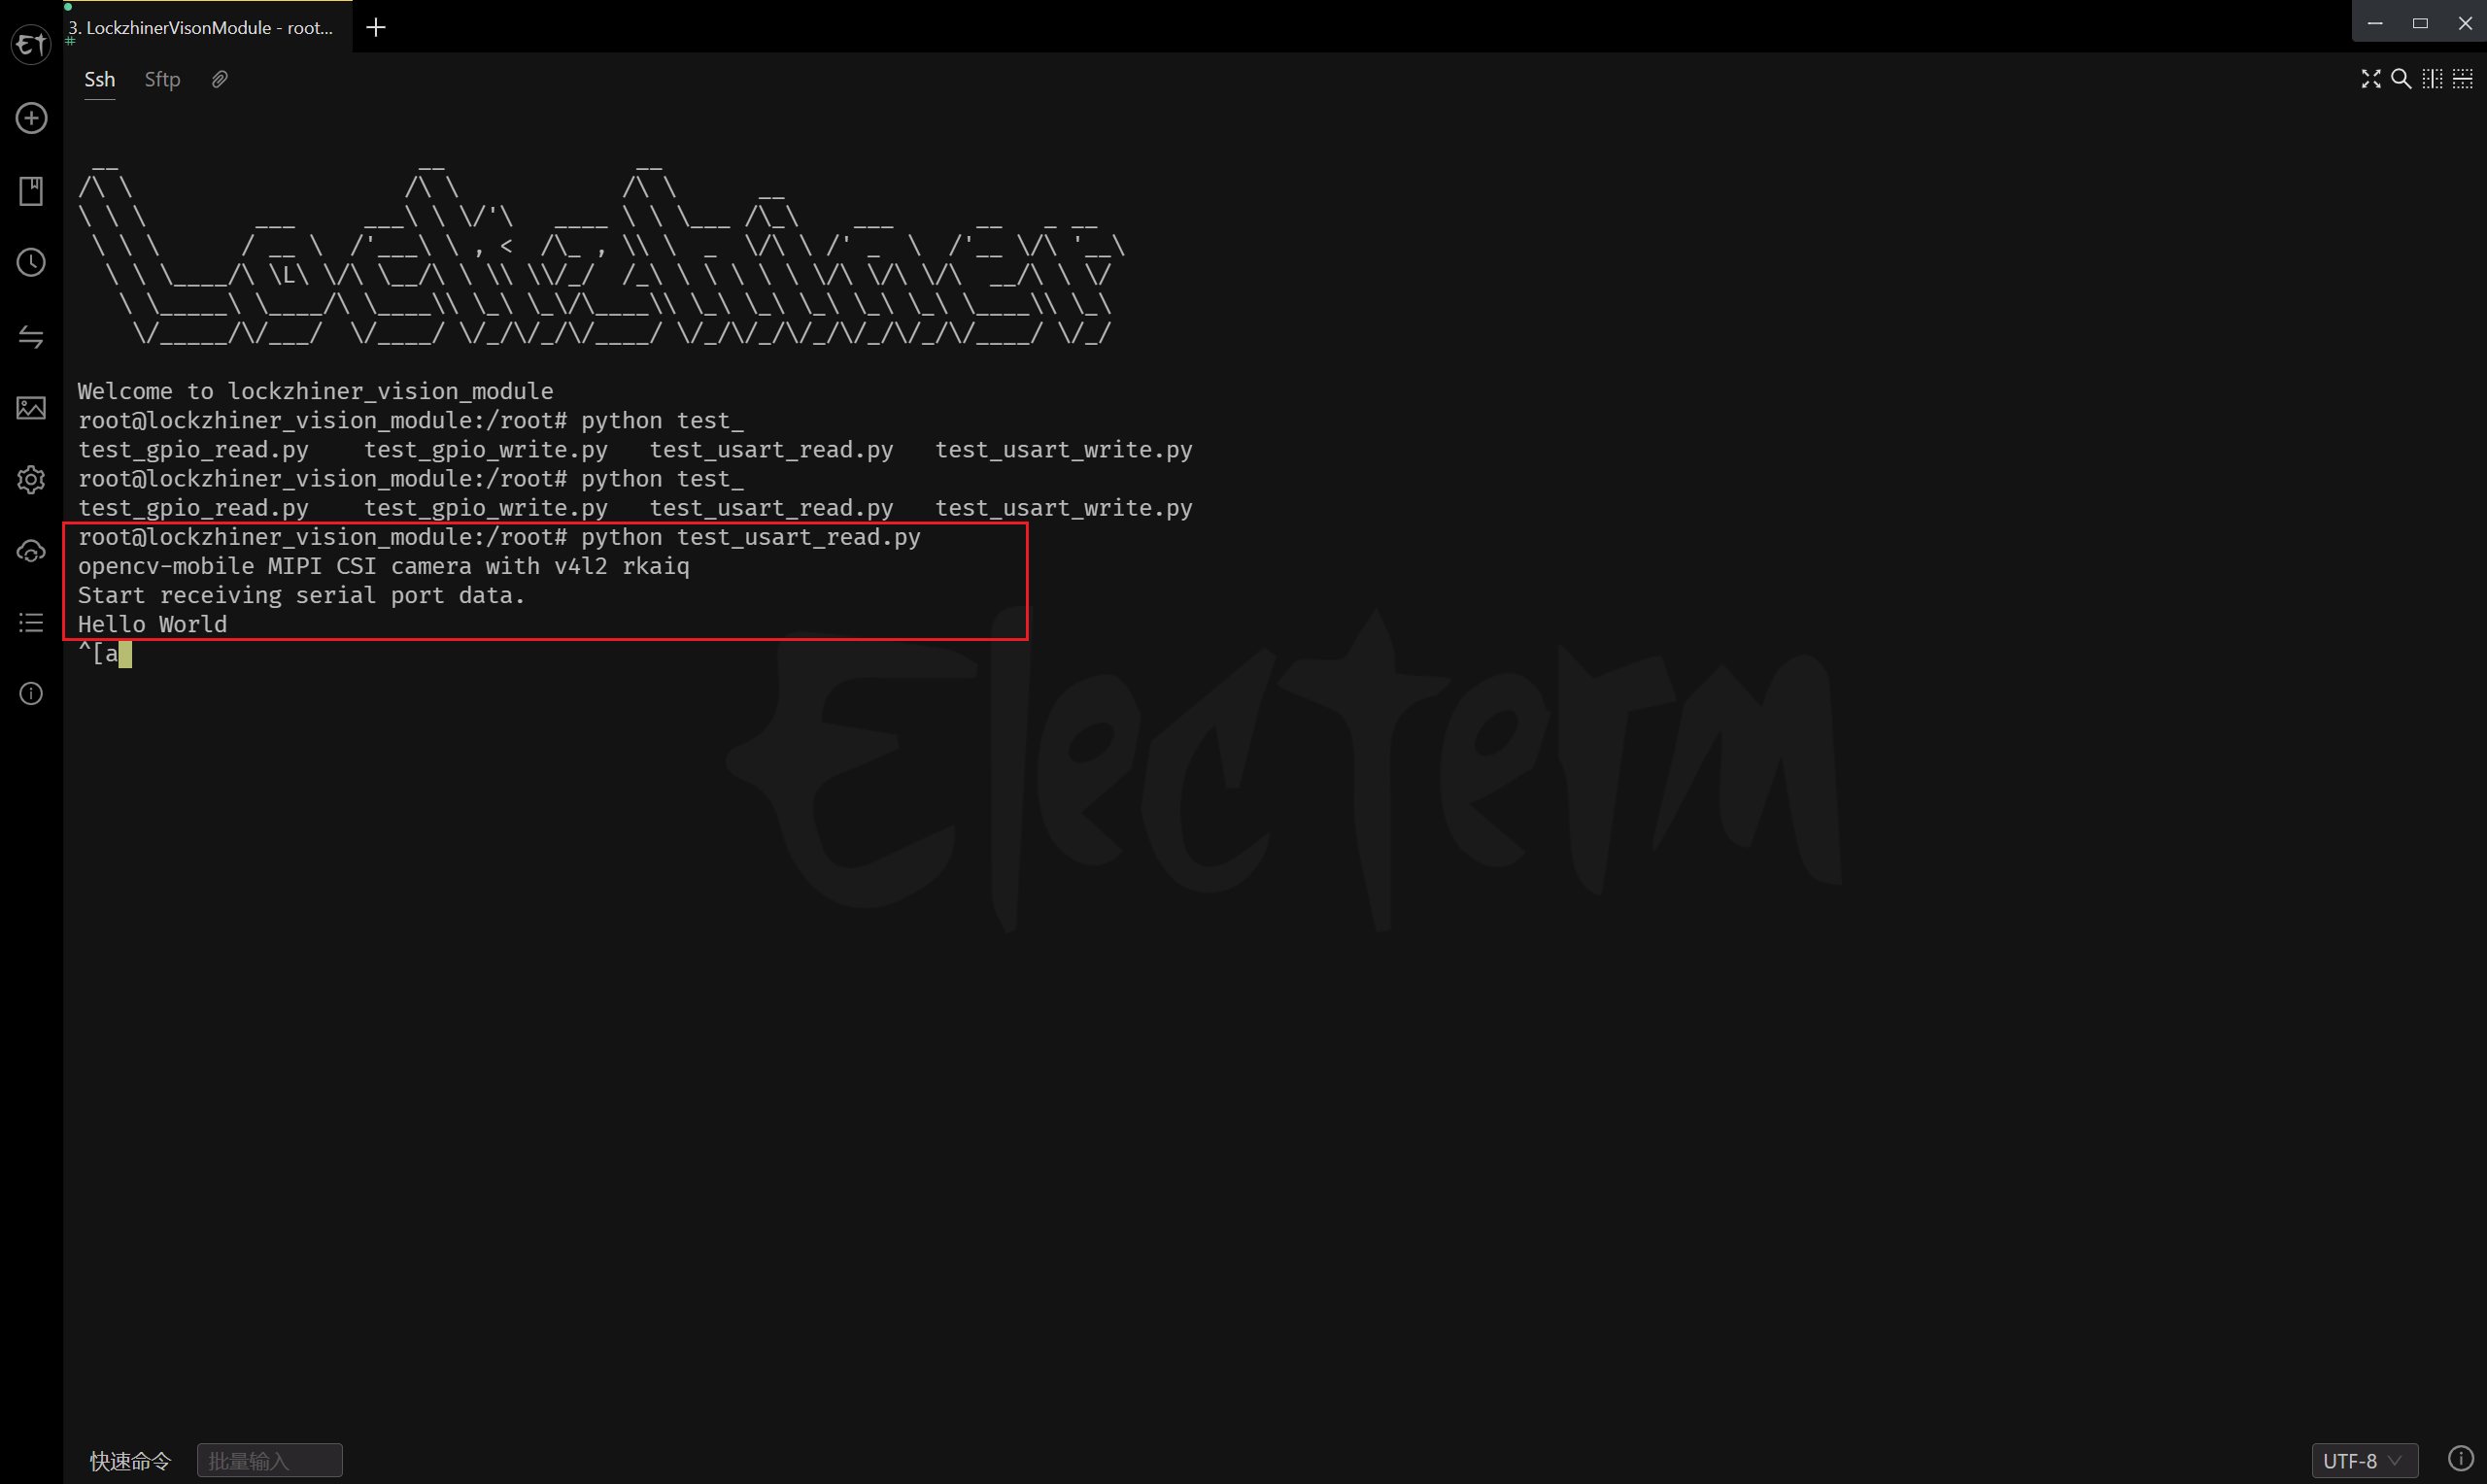 3. LockzhinerVisonModule - root...
#
Ssh Sftp
Welcome to lockzhiner_vision_module
root@lockzhiner_vision_module:/root# python test_
test_gpio_read.py test_gpio_write.py test_usart_read.py test_usart_write.py
root@lockzhiner_vision_module:/root# python test_
test_gpio_read.py test_gpio_write.py test_usart_read.py test_usart_write.py
root@lockzhiner_vision_module:/root# python test_usart_read.py
opencv-mobile MIPI CSI camera with v4l2 rkaiq
Start receiving serial port data.
Hello World
^[a
Electerm
快速命令 批量输入 UTF-8